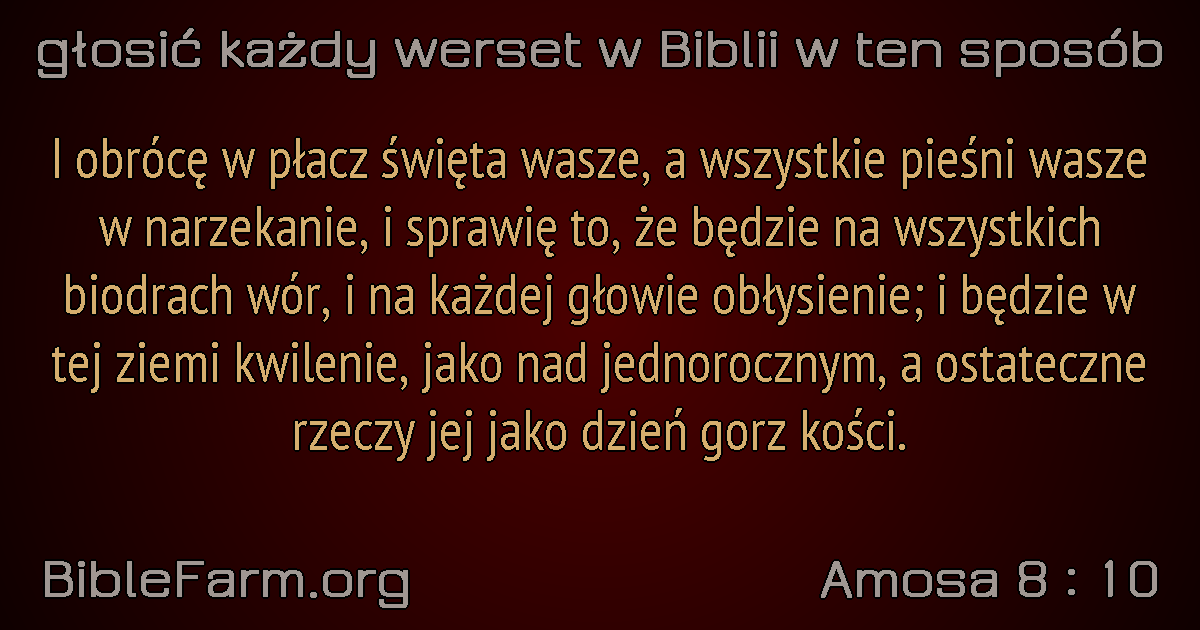 głosić każdy werset w Biblii w ten sposób
I obrócę w płacz święta wasze, a wszystkie pieśni wasze
w narzekanie, i sprawię to, że będzie na wszystkich
biodrach wór, i na każdej głowie obłysienie; i będzie w
tej ziemi kwilenie, jako nad jednorocznym, a ostateczne
rzeczy jej jako dzień gorz kości.
BibleFarm.org
Amosa 8 : 10